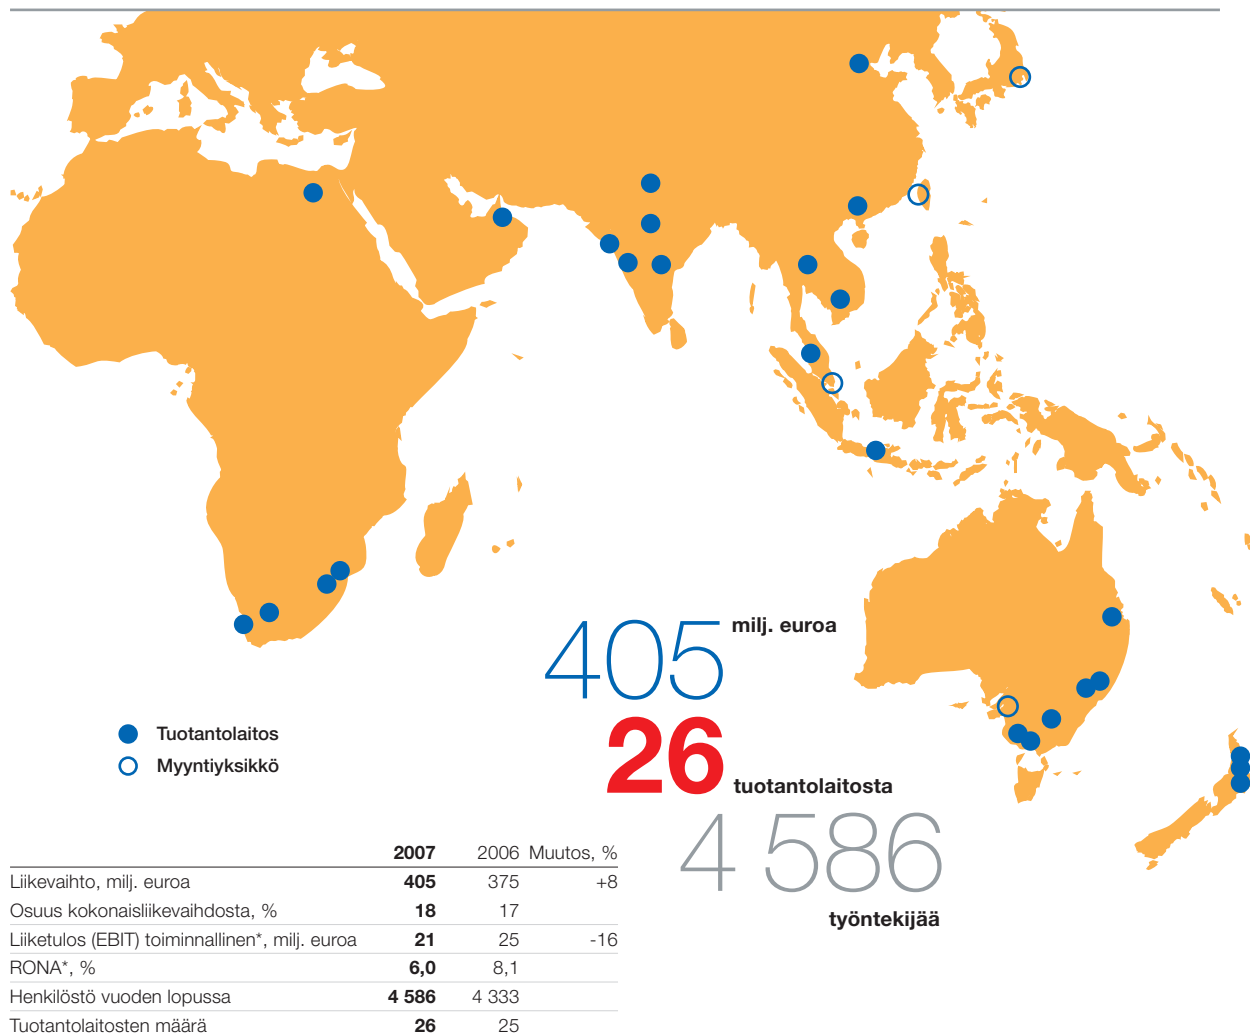 405 milj. euroa
26 tuotantolaitosta
4 586
työntekijää
Tuotantolaitos
Myyntiyksikkö
2007 2006 Muutos, %
Liikevaihto, milj. euroa 405 375 +8
Osuus kokonaisliikevaihdosta, % 18 17
Liiketulos (EBIT) toiminnallinen*, milj. euroa 21 25 -16
RONA*, % 6,0 8,1
Henkilöstö vuoden lopussa 4 586 4 333
Tuotantolaitosten määrä 26 25